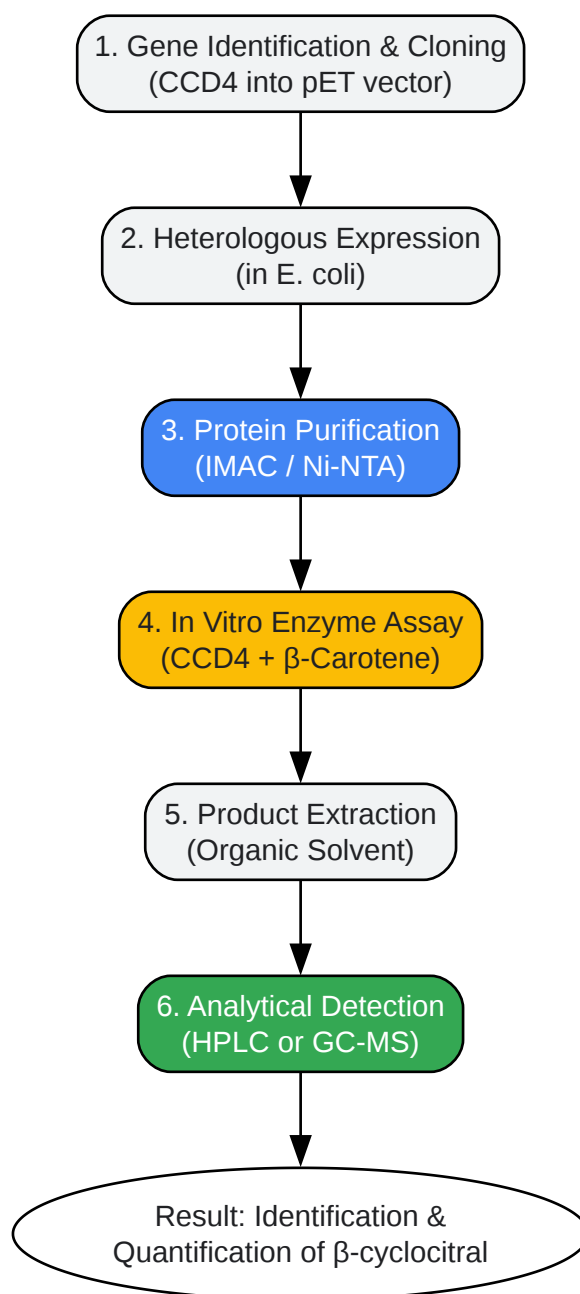 1. Gene Identification & Cloning
(CCD4 into pET vector)
2. Heterologous Expression
(in E. coli)
3. Protein Purification
(IMAC / Ni-NTA)
4. In Vitro Enzyme Assay
(CCD4 + β-Carotene)
5. Product Extraction
(Organic Solvent)
6. Analytical Detection
(HPLC or GC-MS)
Result: Identification &
Quantification of β-cyclocitral